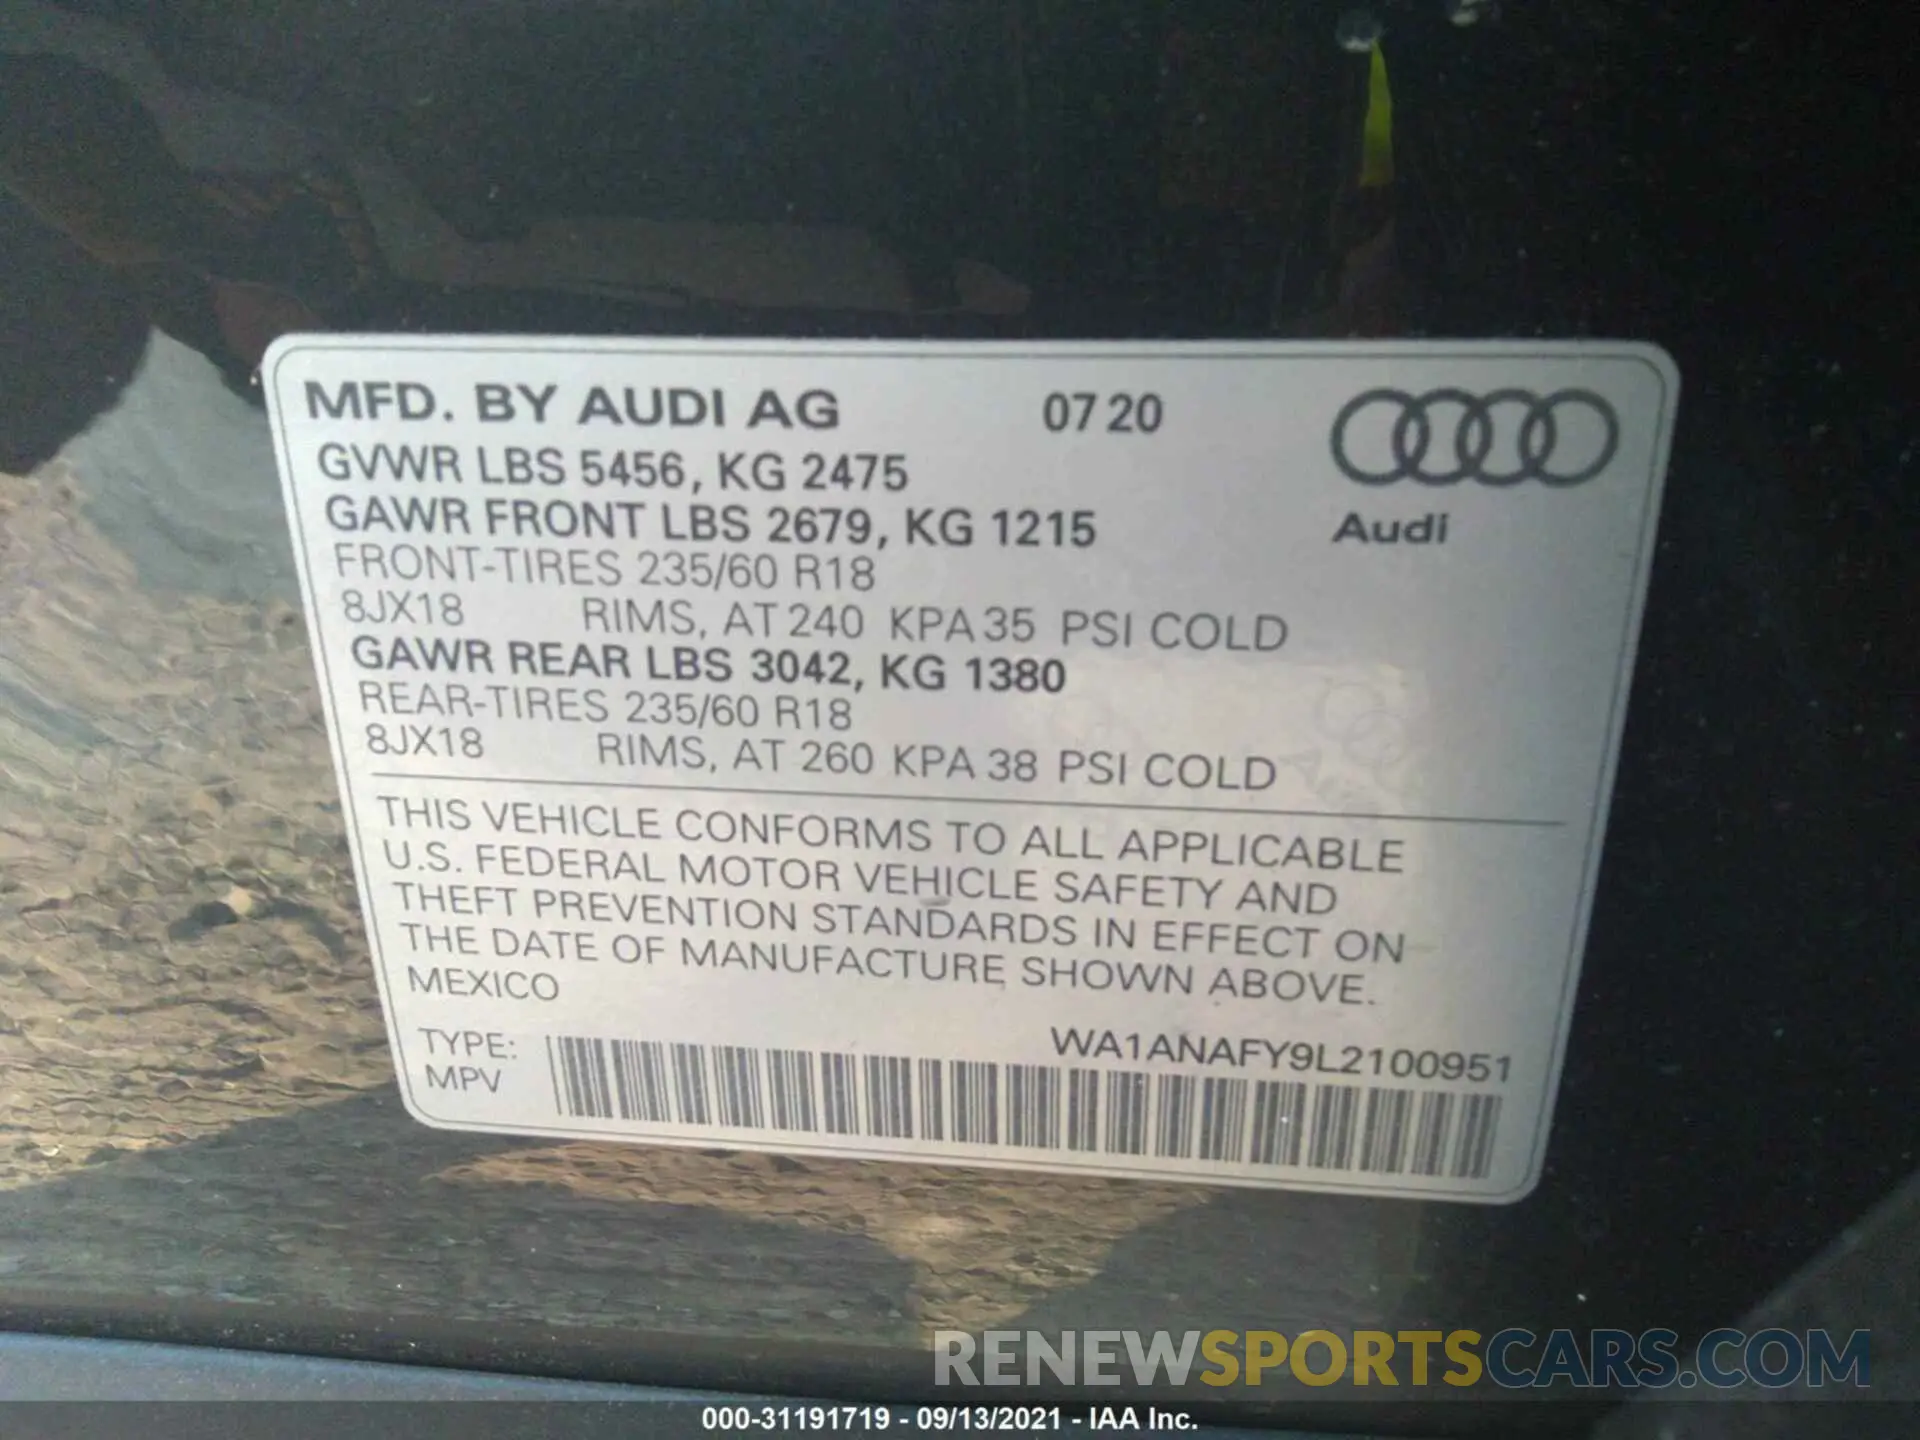 MFD. BY AUDI AG 07 20
GVWR LBS 5456, KG 2475
GAWR FRONT LBS 2679, KG 1215
Audi
FRONT-TIRES 235/60 R18
8JX18 RIMS, AT 240 KPA 35 PSI COLD
GAWR REAR LBS 3042, KG 1380
REAR-TIRES 235/60 R18
8JX18 RIMS, AT 260 KPA 38 PSI COLD
THIS VEHICLE CONFORMS TO ALL APPLICABLE
U.S. FEDERAL MOTOR VEHICLE SAFETY AND
THEFT PREVENTION STANDARDS IN EFFECT ON
THE DATE OF MANUFACTURE SHOWN ABOVE.
MEXICO
TYPE: WA1ANAFY9L2100951
MPV
RENEWSPORTSCARS.COM
000-31191719 - 09/13/2021 - IAA Inc.